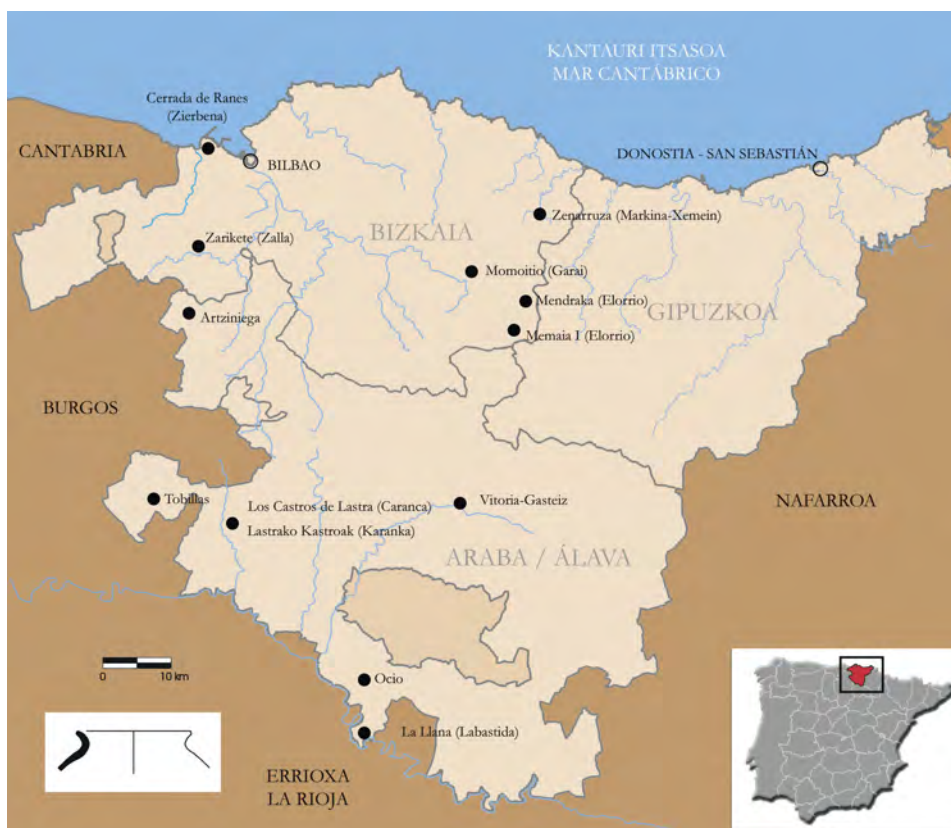 KANTAURI ITSASOA
MAR CANTÁBRICO
Cerrada de Ranes
(Zierbena)
CANTABRIA
BILBAO
DONOSTIA - SAN SEBASTIÁN
Zenarruza (Markina-Xemein)
BIZKAIA
Zarikete (Zalla)
Momoitio (Garai)
Mendraka (Elorrio)
GIPUZKOA
Artziniega
Memaia I (Elorrio)
BURGOS
Tobillas
Los Castros de Lastra (Caranca)
Lastrako Kastroak (Karanka)
Vitoria-Gasteiz
NAFARROA
ARABA / ÁLAVA
0 10 km
Ocio
La Llana (Labastida)
ERRIOXA
LA RIOJA